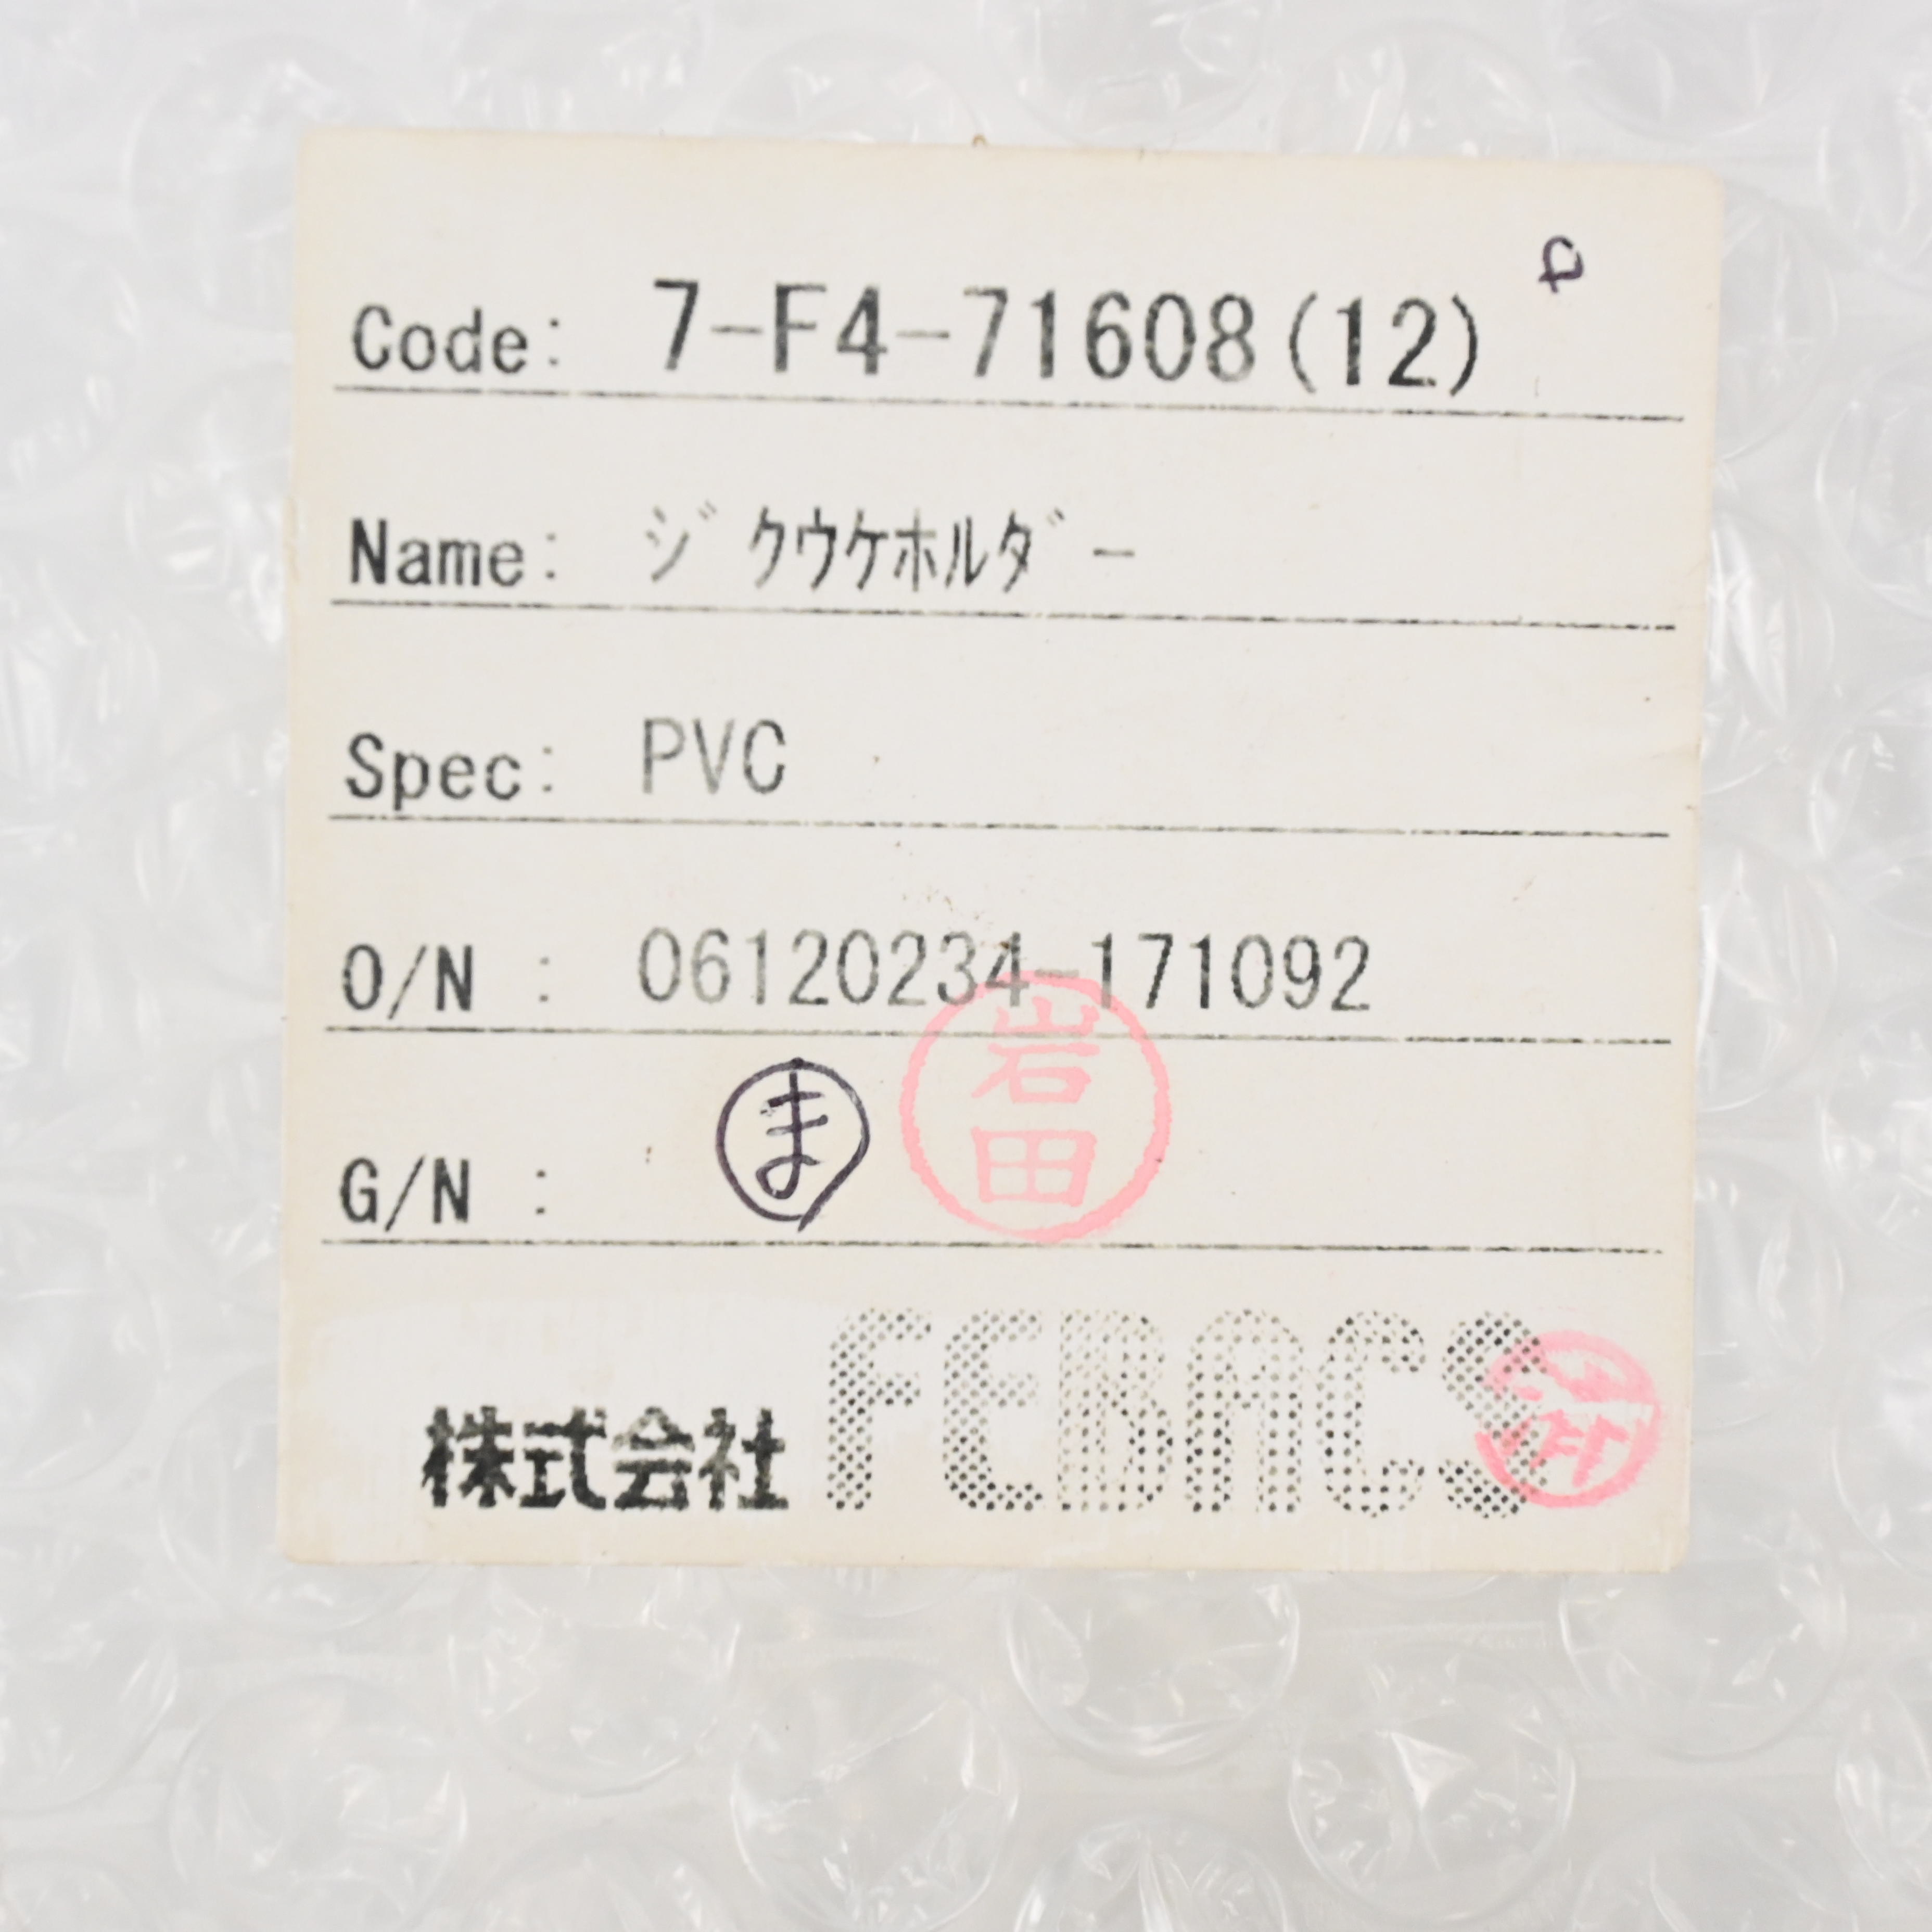 Code: 7-F4-71608(12)
Name: ｼﾞｸｳｹﾎﾙﾀﾞｰ
Spec: PVC
O/N : 06120234-171092
G/N : ま 岩田
株式会社 FEBACS